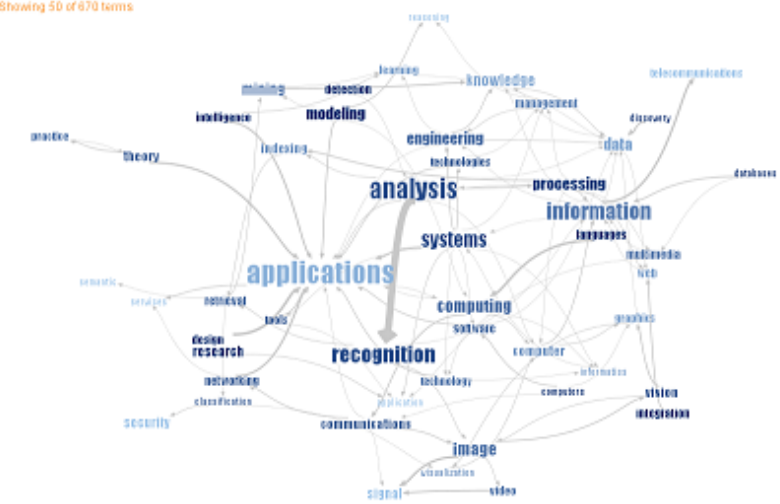 Showing 50 of 670 terms
reasoning
learning
knowledge
telecommunications
mining
detection
management
intelligence
modeling
discovery
practice
engineering
data
theory
indexing
technologies
databases
analysis
processing
information
systems
languages
multimedia
applications
web
semantic
services
retrieval
computing
tools
software
graphics
design
research
recognition
computer
informatics
networking
technology
computers
vision
classification
application
integration
security
communications
image
visualization
signal
video